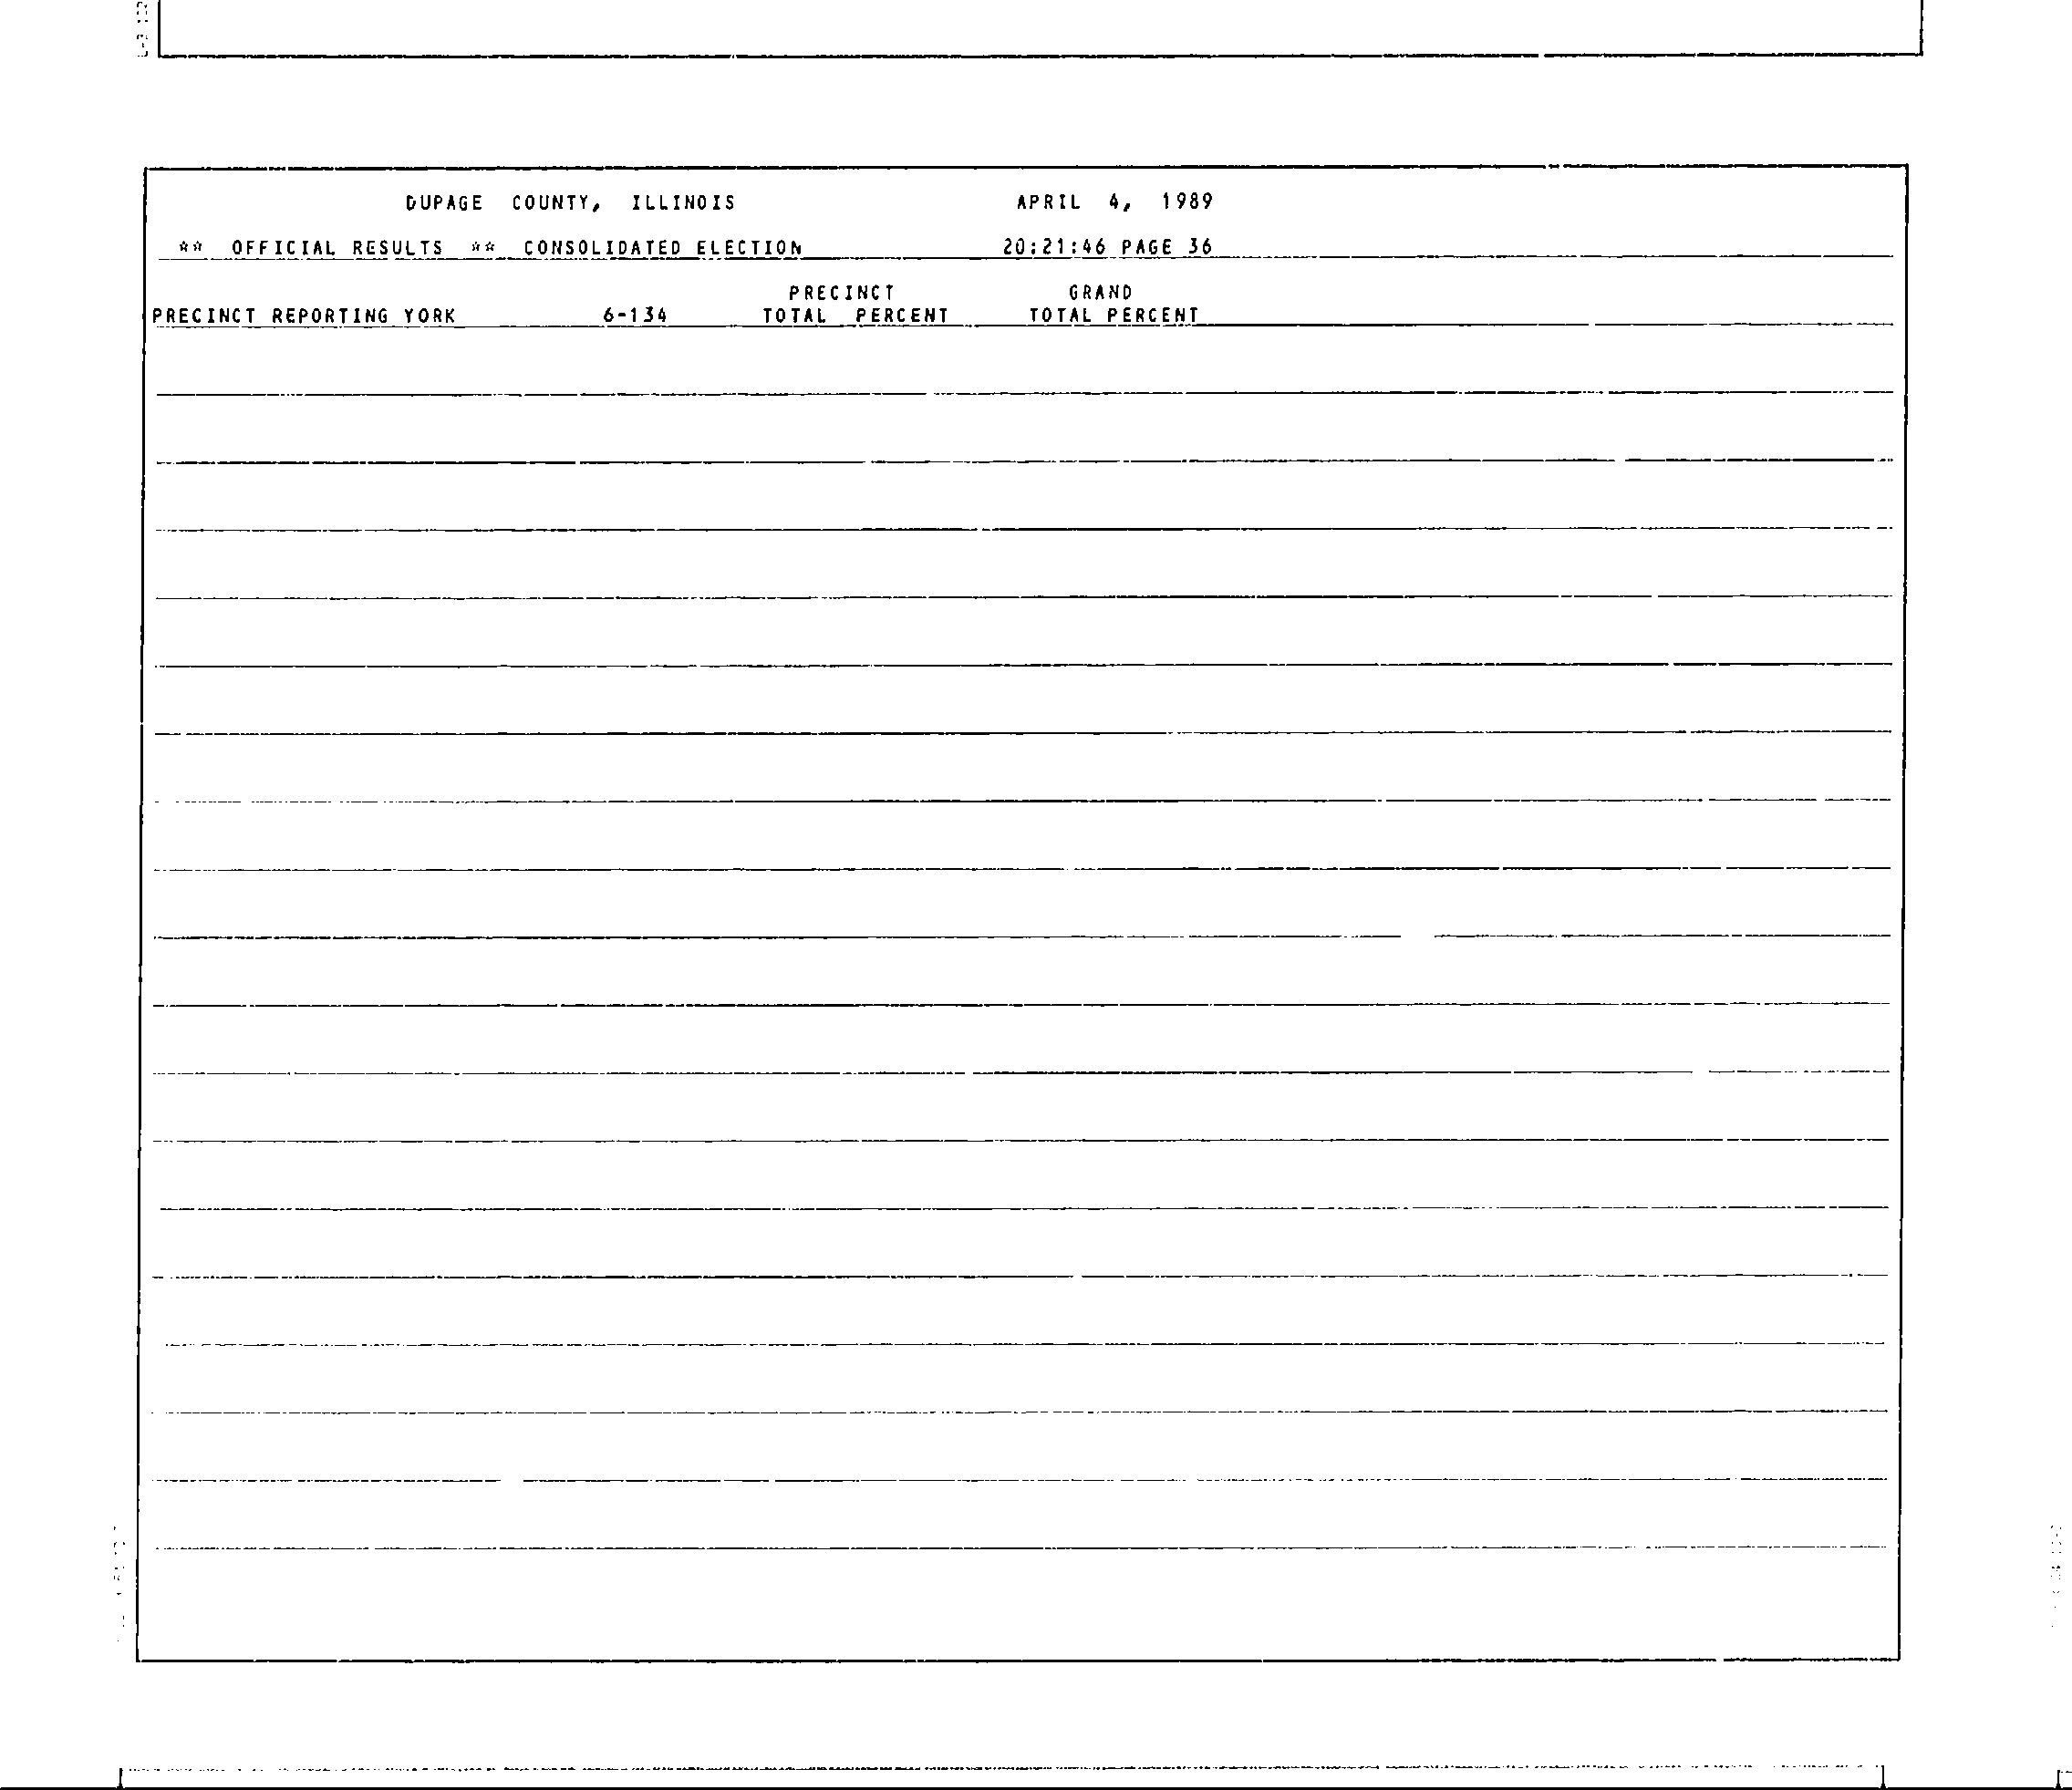 DUPAGE COUNTY, ILLINOIS APRIL 4, 1989
** OFFICIAL RESULTS ** CONSOLIDATED ELECTION 20:21:46 PAGE 36
PRECINCT GRAND
PRECINCT REPORTING YORK 6-134 TOTAL PERCENT TOTAL PERCENT